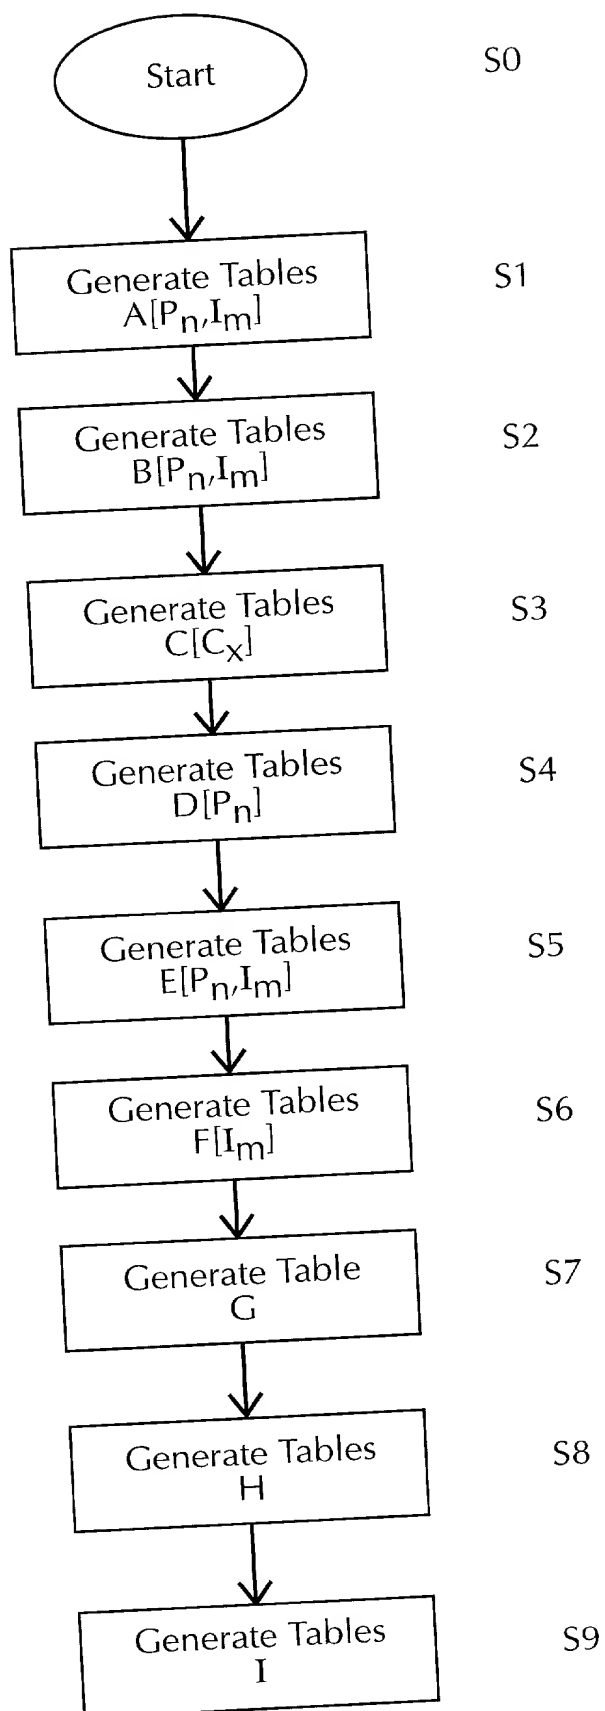 Start
S0
Generate Tables
A[Pn,Im]
S1
Generate Tables
B[Pn,Im]
S2
Generate Tables
C[Cx]
S3
Generate Tables
D[Pn]
S4
Generate Tables
E[Pn,Im]
S5
Generate Tables
F[Im]
S6
Generate Table
G
S7
Generate Tables
H
S8
Generate Tables
I
S9